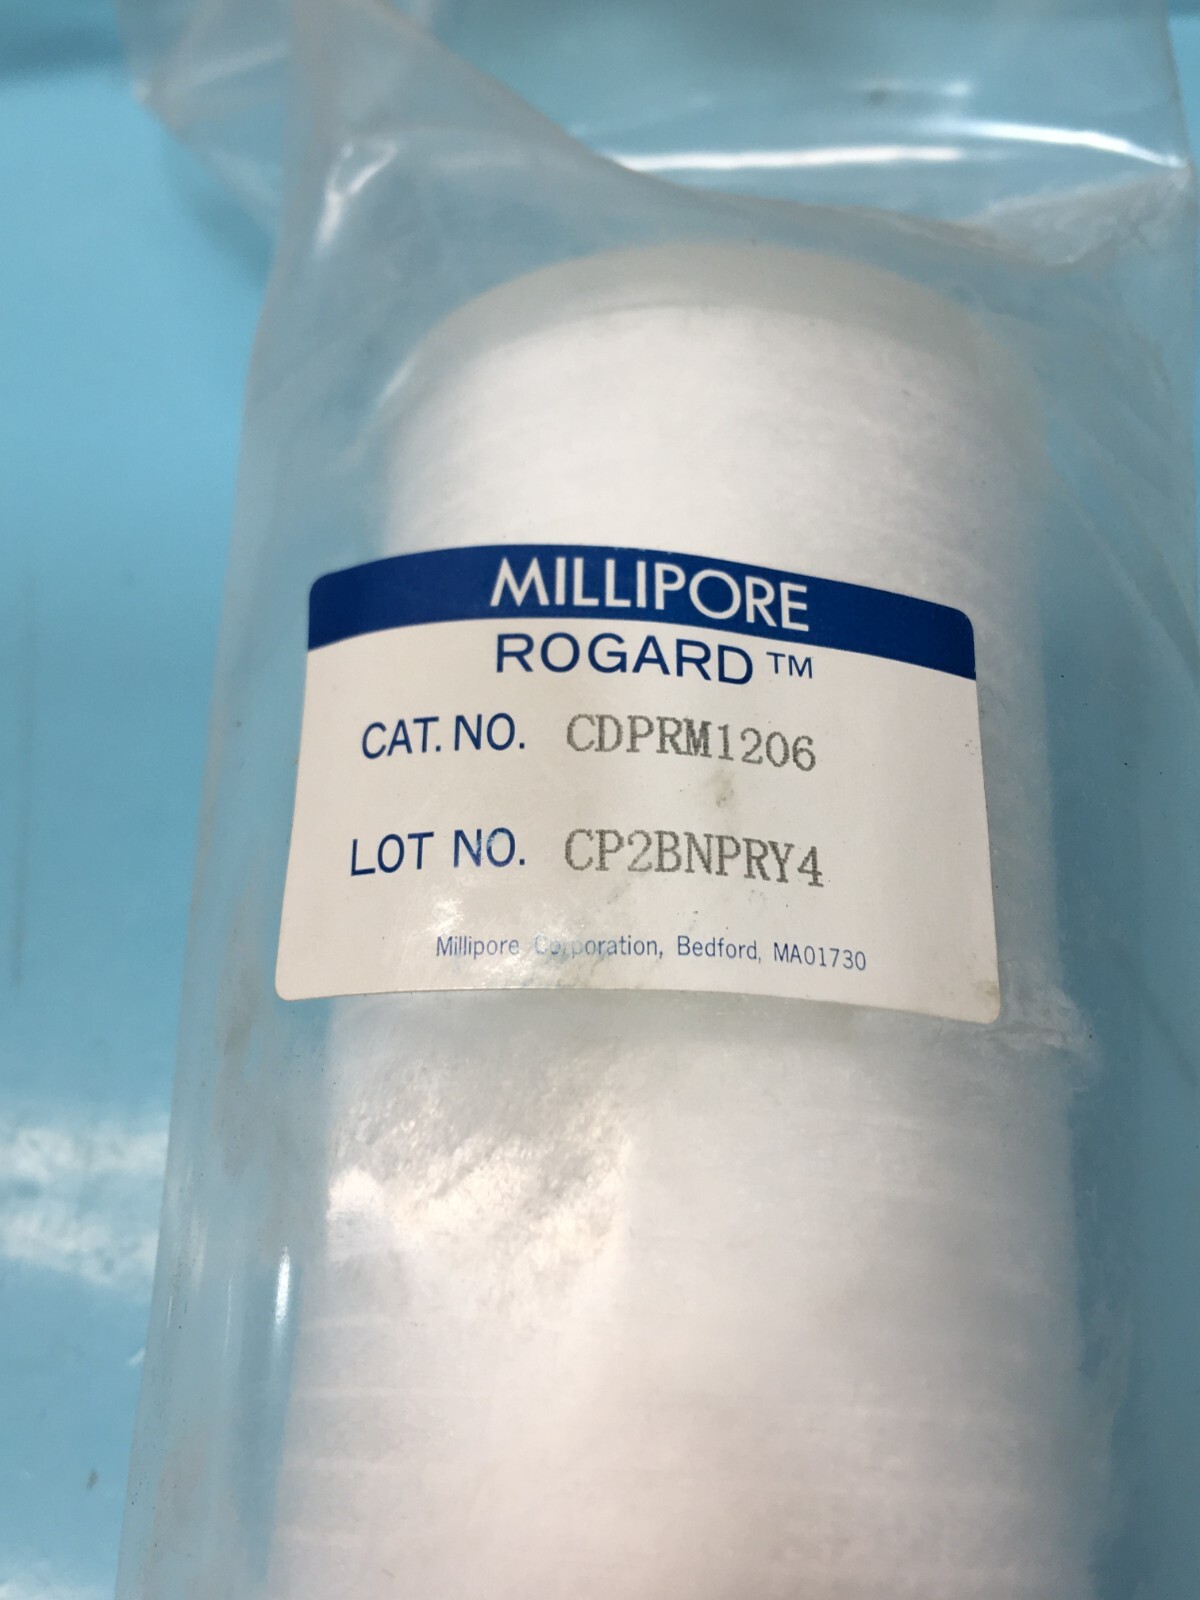 MILLIPORE
ROGARD™
CAT. NO. CDPRM1206
LOT NO. CP2BNPRY4
Millipore Corporation, Bedford, MA01730